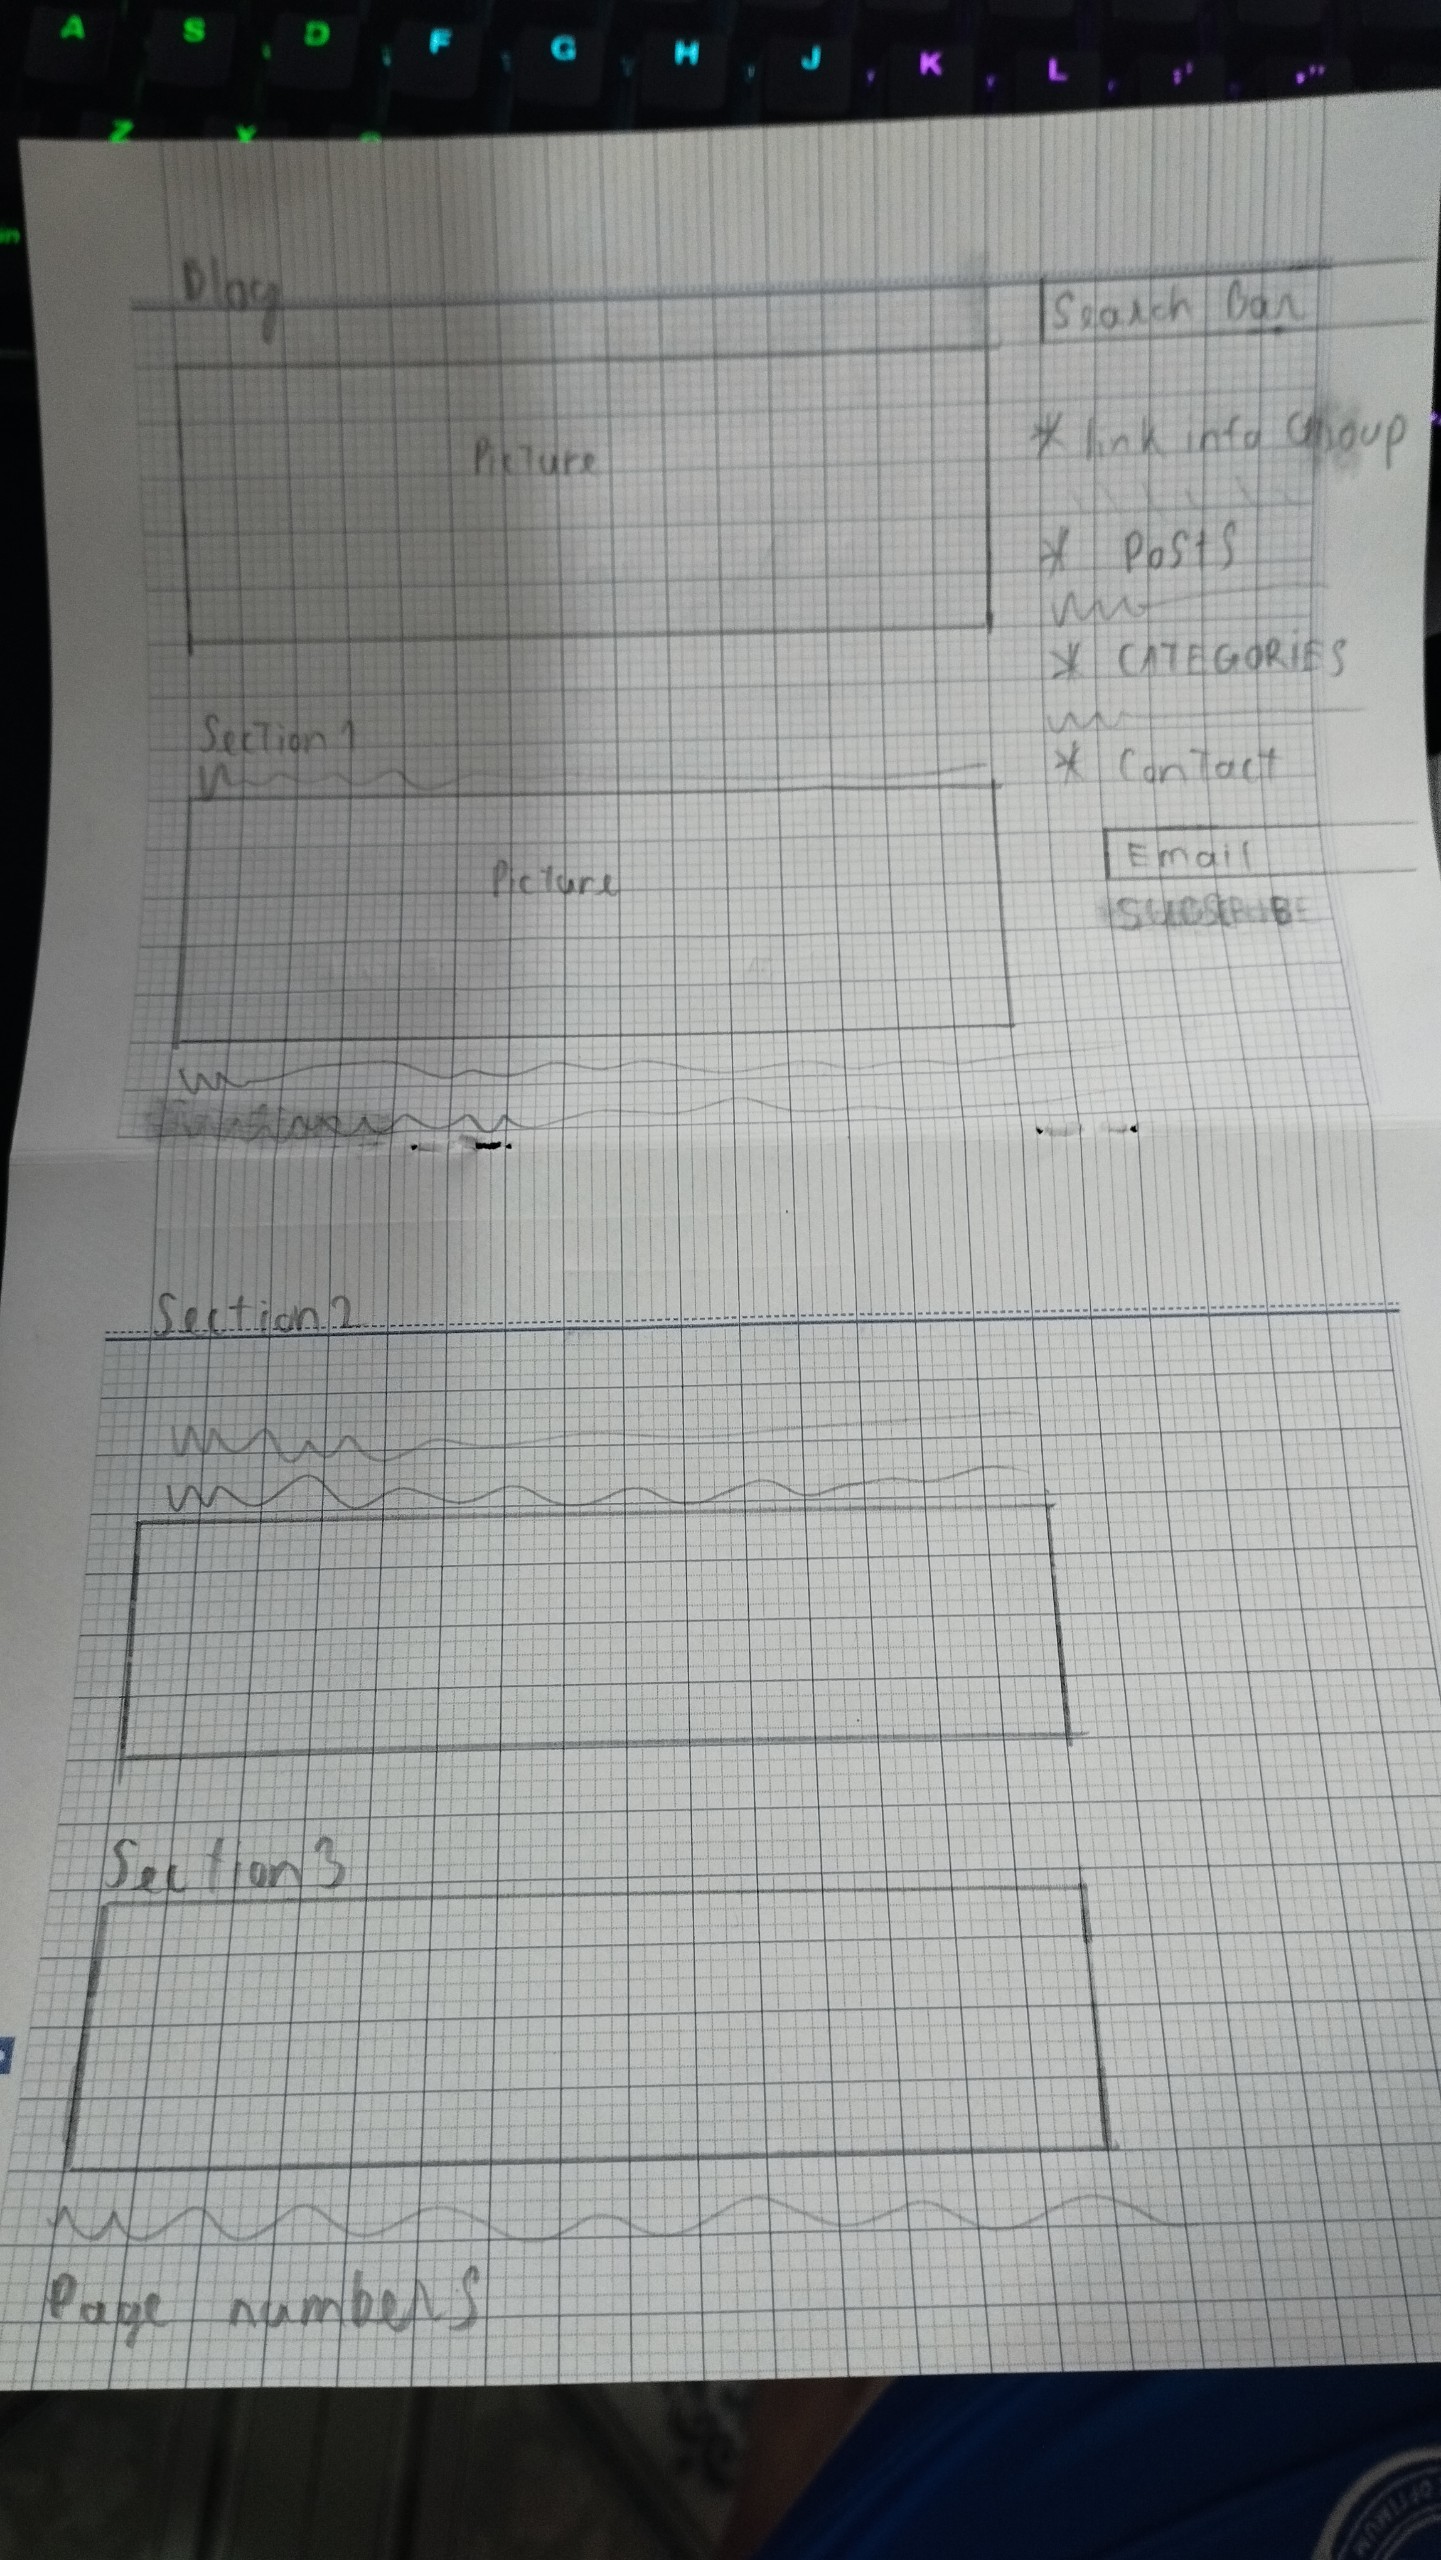 A S D F G H J K L
Z
Blog
Search Bar
Picture
* link info Group
* Posts
* CATEGORIES
Section 1
* Contact
Picture
Email
SUBSCRIBE
Section 2
Section 3
Page numbers
OPTIMUM